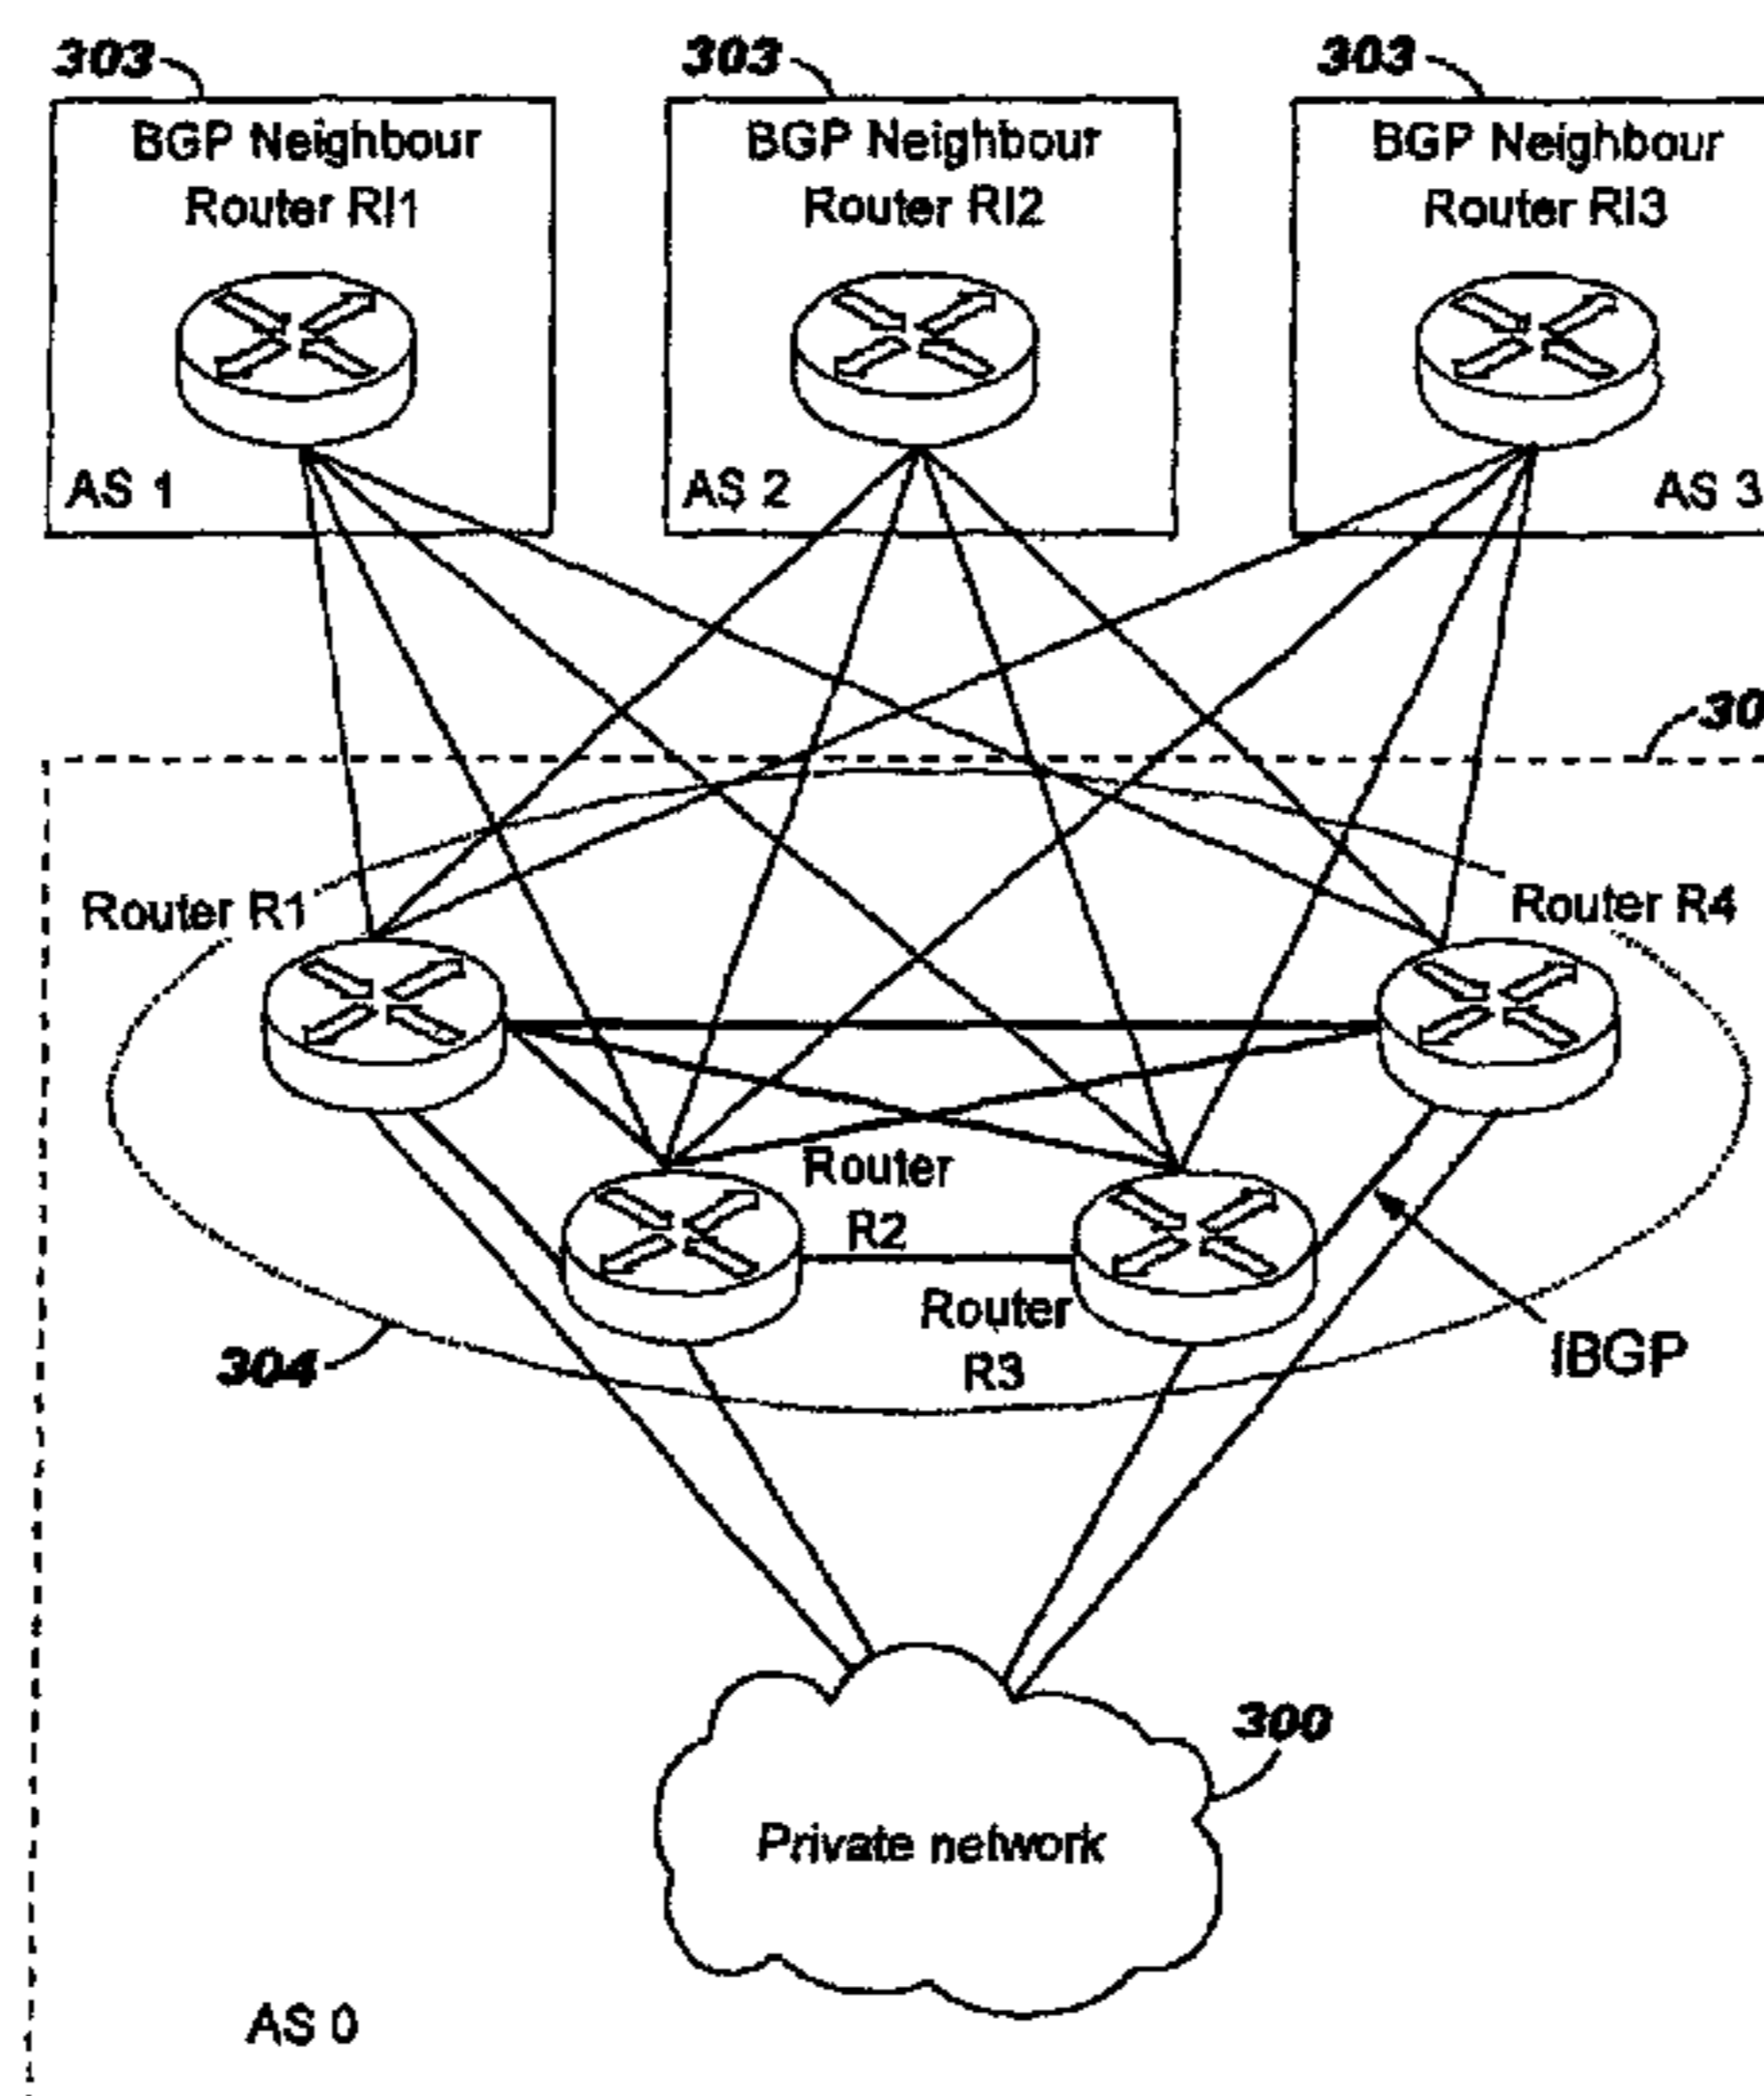 303
303
303
BGP Neighbour
Router RI1
BGP Neighbour
Router RI2
BGP Neighbour
Router RI3
AS 1
AS 2
AS 3
Router R1
Router R4
Router
R2
Router
R3
304
IBGP
300
Private network
AS 0